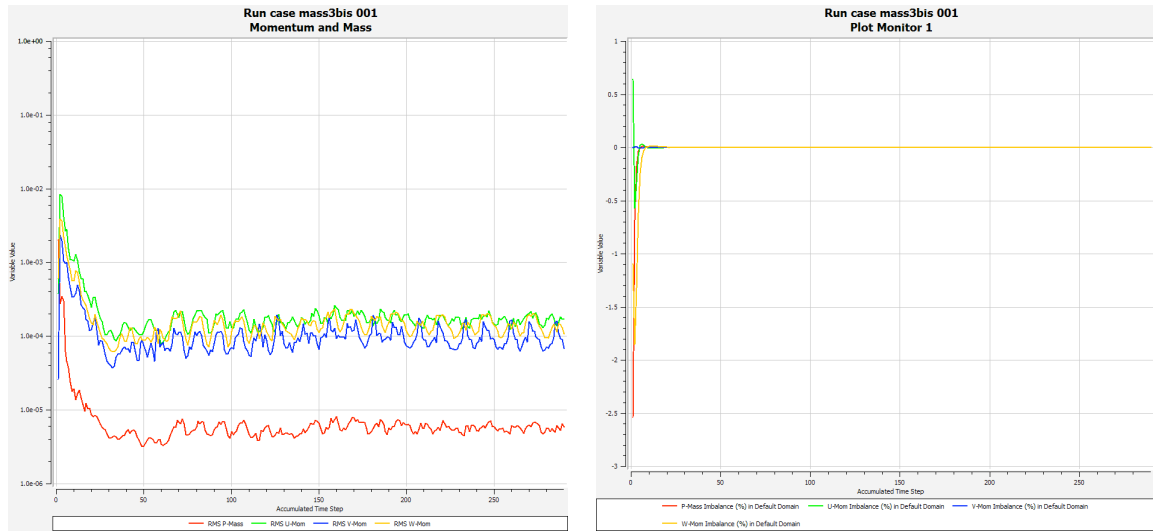 Run case mass3bis 001
Momentum and Mass
1.0e+00
1.0e-01
1.0e-02
1.0e-03
1.0e-04
1.0e-05
1.0e-06
Variable Value
0 50 100 150 200 250
Accumulated Time Step
RMS P-Mass RMS U-Mom RMS V-Mom RMS W-Mom
Run case mass3bis 001
Plot Monitor 1
1
0.5
0
-0.5
-1
-1.5
-2
-2.5
-3
Variable Value
0 50 100 150 200 250
Accumulated Time Step
P-Mass Imbalance (%) in Default Domain U-Mom Imbalance (%) in Default Domain V-Mom Imbalance (%) in Default Domain
W-Mom Imbalance (%) in Default Domain